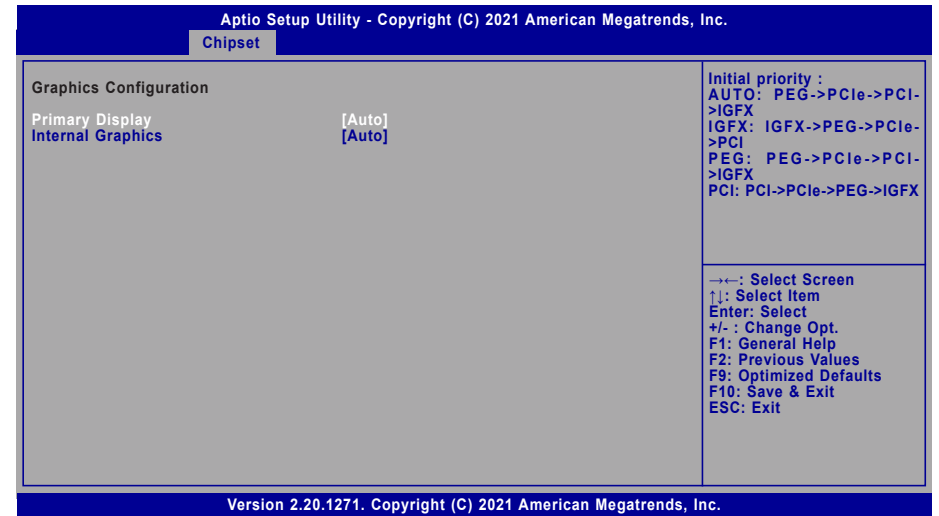 Aptio Setup Utility - Copyright (C) 2021 American Megatrends, Inc.
Chipset
Graphics Configuration
Primary Display [Auto]
Internal Graphics [Auto]
Initial priority :
AUTO: PEG->PCIe->PCI-
>IGFX
IGFX: IGFX->PEG->PCIe-
>PCI
PEG: PEG->PCIe->PCI-
>IGFX
PCI: PCI->PCIe->PEG->IGFX
→←: Select Screen
↑↓: Select Item
Enter: Select
+/- : Change Opt.
F1: General Help
F2: Previous Values
F9: Optimized Defaults
F10: Save & Exit
ESC: Exit
Version 2.20.1271. Copyright (C) 2021 American Megatrends, Inc.